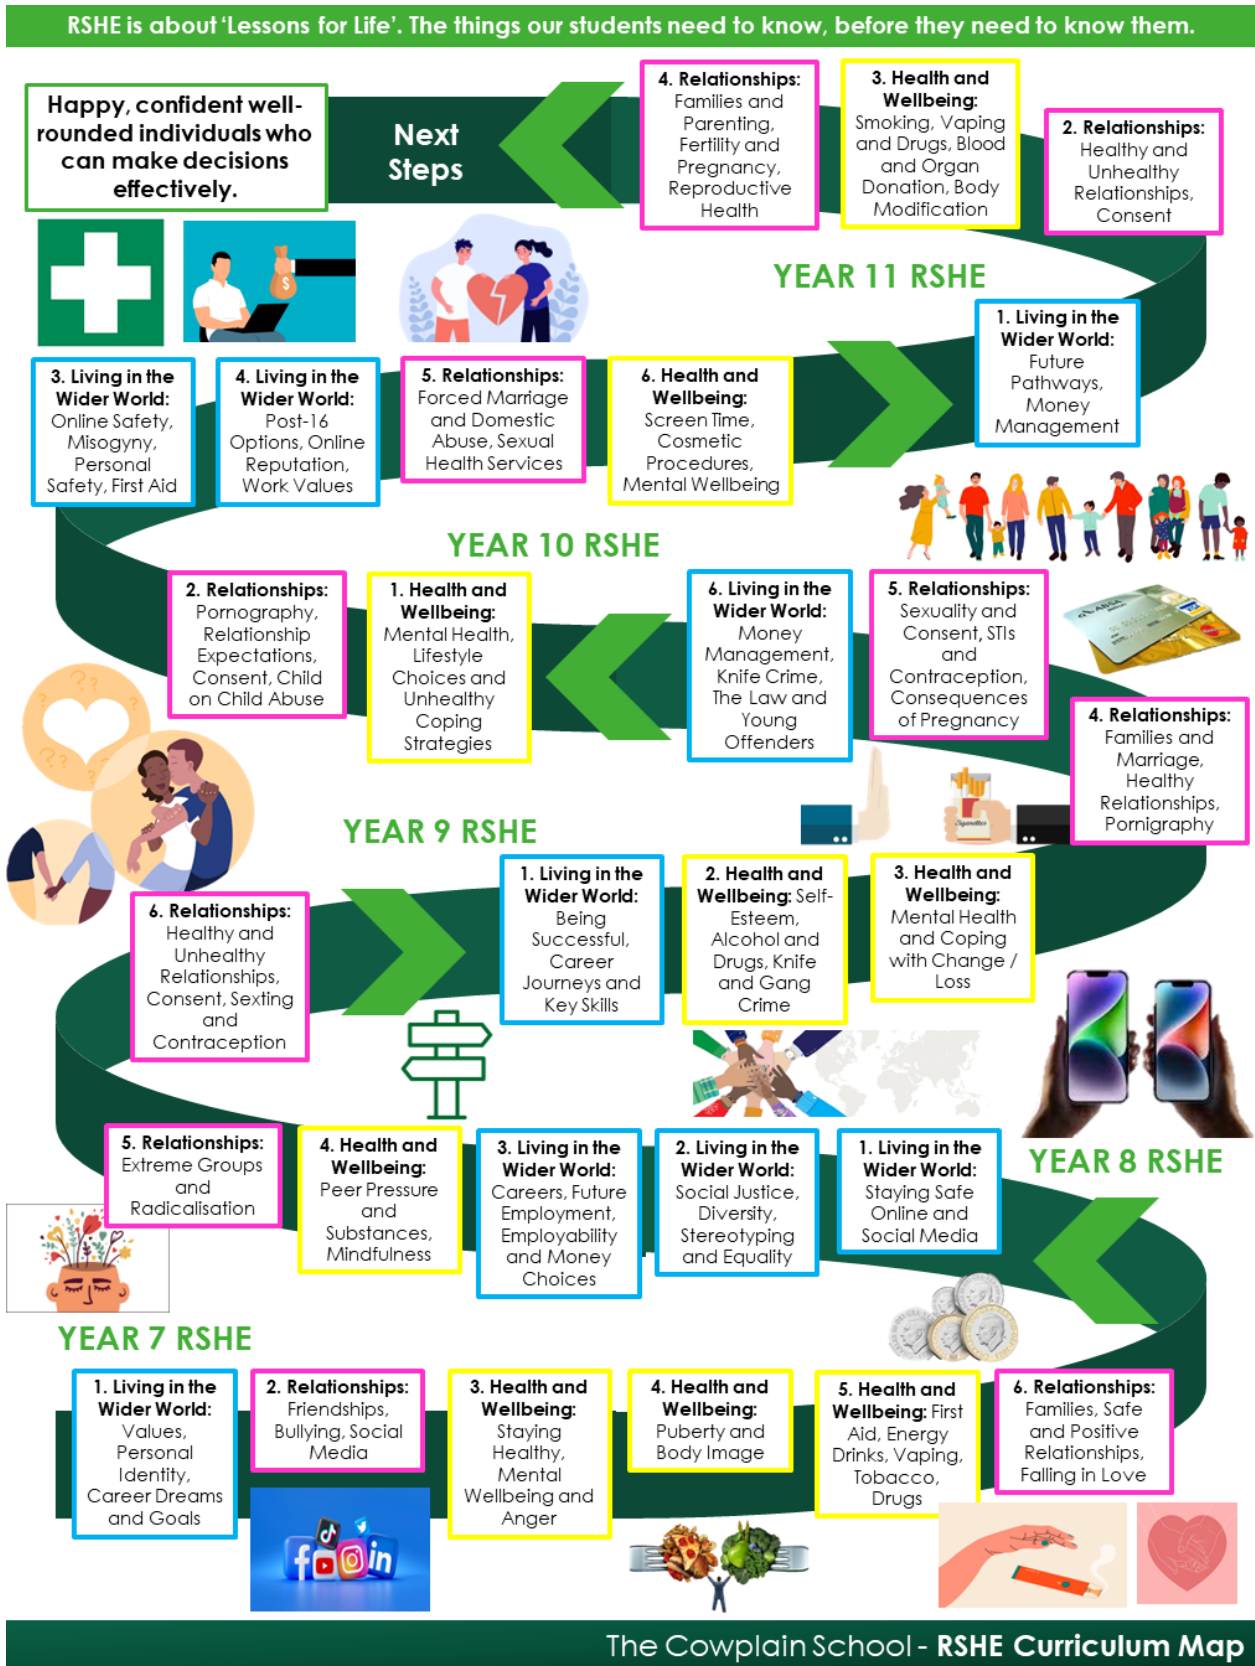 RSHE is about ‘Lessons for Life’. The things our students need to know, before they need to know them.
Happy, confident well-
rounded individuals who
can make decisions
effectively.
Next
Steps
4. Relationships:
Families and
Parenting,
Fertility and
Pregnancy,
Reproductive
Health
3. Health and
Wellbeing:
Smoking, Vaping
and Drugs, Blood
and Organ
Donation, Body
Modification
2. Relationships:
Healthy and
Unhealthy
Relationships,
Consent
YEAR 11 RSHE
1. Living in the
Wider World:
Future
Pathways,
Money
Management
3. Living in the
Wider World:
Online Safety,
Misogyny,
Personal
Safety, First Aid
4. Living in the
Wider World:
Post-16
Options, Online
Reputation,
Work Values
5. Relationships:
Forced Marriage
and Domestic
Abuse, Sexual
Health Services
6. Health and
Wellbeing:
Screen Time,
Cosmetic
Procedures,
Mental Wellbeing
YEAR 10 RSHE
2. Relationships:
Pornography,
Relationship
Expectations,
Consent, Child
on Child Abuse
1. Health and
Wellbeing:
Mental Health,
Lifestyle
Choices and
Unhealthy
Coping
Strategies
6. Living in the
Wider World:
Money
Management,
Knife Crime,
The Law and
Young
Offenders
5. Relationships:
Sexuality and
Consent, STIs
and
Contraception,
Consequences
of Pregnancy
ABSA
VISA
4. Relationships:
Families and
Marriage,
Healthy
Relationships,
Pornigraphy
Sigarettes
YEAR 9 RSHE
6. Relationships:
Healthy and
Unhealthy
Relationships,
Consent, Sexting
and
Contraception
1. Living in the
Wider World:
Being
Successful,
Career
Journeys and
Key Skills
2. Health and
Wellbeing: Self-
Esteem,
Alcohol and
Drugs, Knife
and Gang
Crime
3. Health and
Wellbeing:
Mental Health
and Coping
with Change /
Loss
5. Relationships:
Extreme Groups
and
Radicalisation
4. Health and
Wellbeing:
Peer Pressure
and
Substances,
Mindfulness
3. Living in the
Wider World:
Careers, Future
Employment,
Employability
and Money
Choices
2. Living in the
Wider World:
Social Justice,
Diversity,
Stereotyping
and Equality
1. Living in the
Wider World:
Staying Safe
Online and
Social Media
YEAR 8 RSHE
YEAR 7 RSHE
1. Living in the
Wider World:
Values,
Personal
Identity,
Career Dreams
and Goals
2. Relationships:
Friendships,
Bullying, Social
Media
3. Health and
Wellbeing:
Staying
Healthy,
Mental
Wellbeing and
Anger
4. Health and
Wellbeing:
Puberty and
Body Image
5. Health and
Wellbeing: First
Aid, Energy
Drinks, Vaping,
Tobacco,
Drugs
6. Relationships:
Families, Safe
and Positive
Relationships,
Falling in Love
The Cowplain School - RSHE Curriculum Map